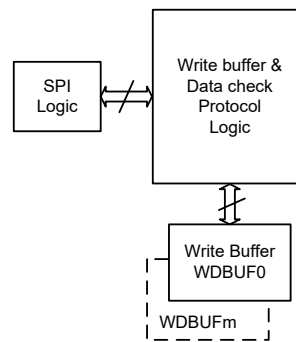 SPI
Logic
Write buffer &
Data check
Protocol
Logic
Write Buffer
WDBUF0
WDBUFm